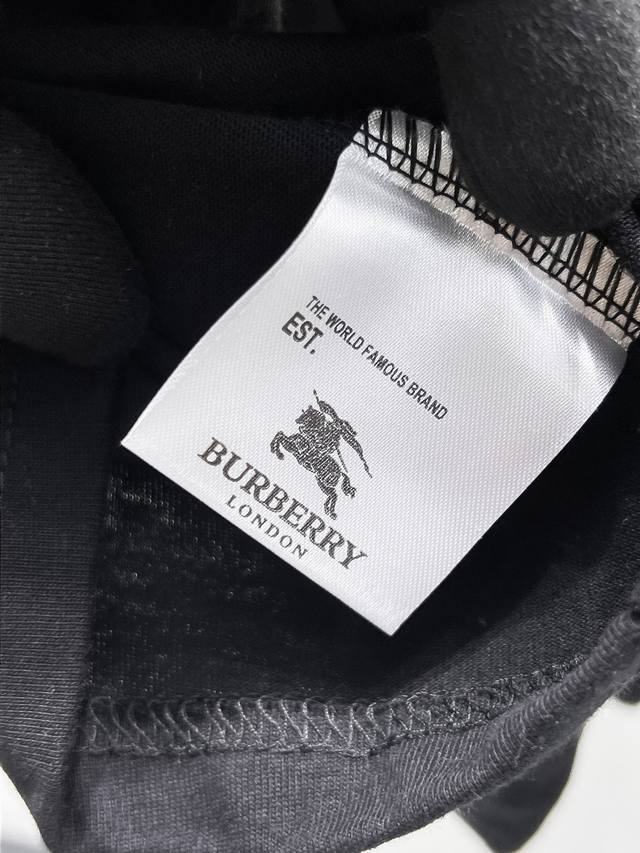 THE WORLD FAMOUS BRAND
EST.
BURBERRY
LONDON